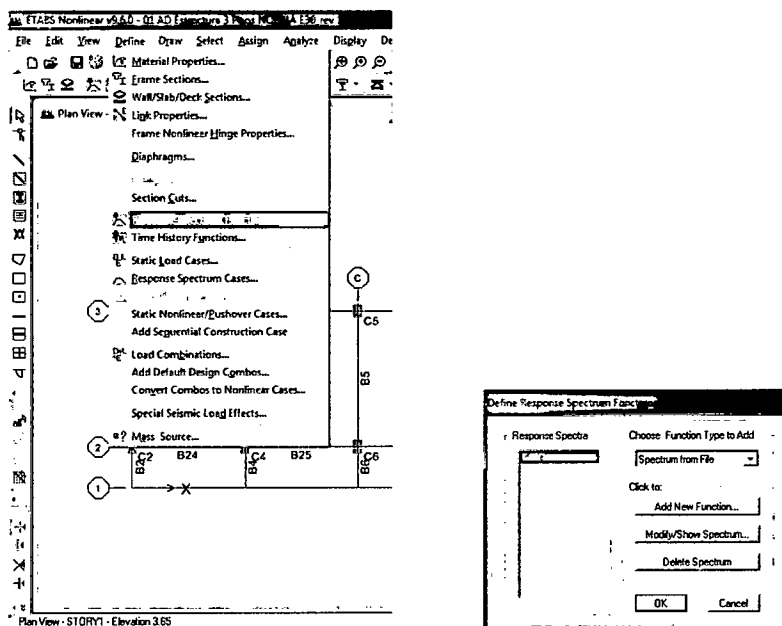 ETABS Nonlinear v9.6.0 - 01 AD Estructura 3 Pisos NORMA E30 rev
File Edit View Define Draw Select Assign Analyze Display De
Material Properties...
Frame Sections...
Wall/Slab/Deck Sections...
Plan View -
Link Properties...
Frame Nonlinear Hinge Properties...
Diaphragms...
Section Cuts...
Time History Functions...
Static Load Cases...
Response Spectrum Cases...
C
3
Static Nonlinear/Pushover Cases...
C5
Add Sequential Construction Case
Load Combinations...
Add Default Design Combos...
B5
Convert Combos to Nonlinear Cases...
Special Seismic Load Effects...
Mass Source...
2
C2 B24 C4 B25 C6
B2 B4 B6
1
X
Plan View - STORY1 - Elevation 3.65
Define Response Spectrum Functions
Response Spectra
Choose Function Type to Add
Spectrum from File
Click to:
Add New Function...
Modify/Show Spectrum...
Delete Spectrum
OK Cancel